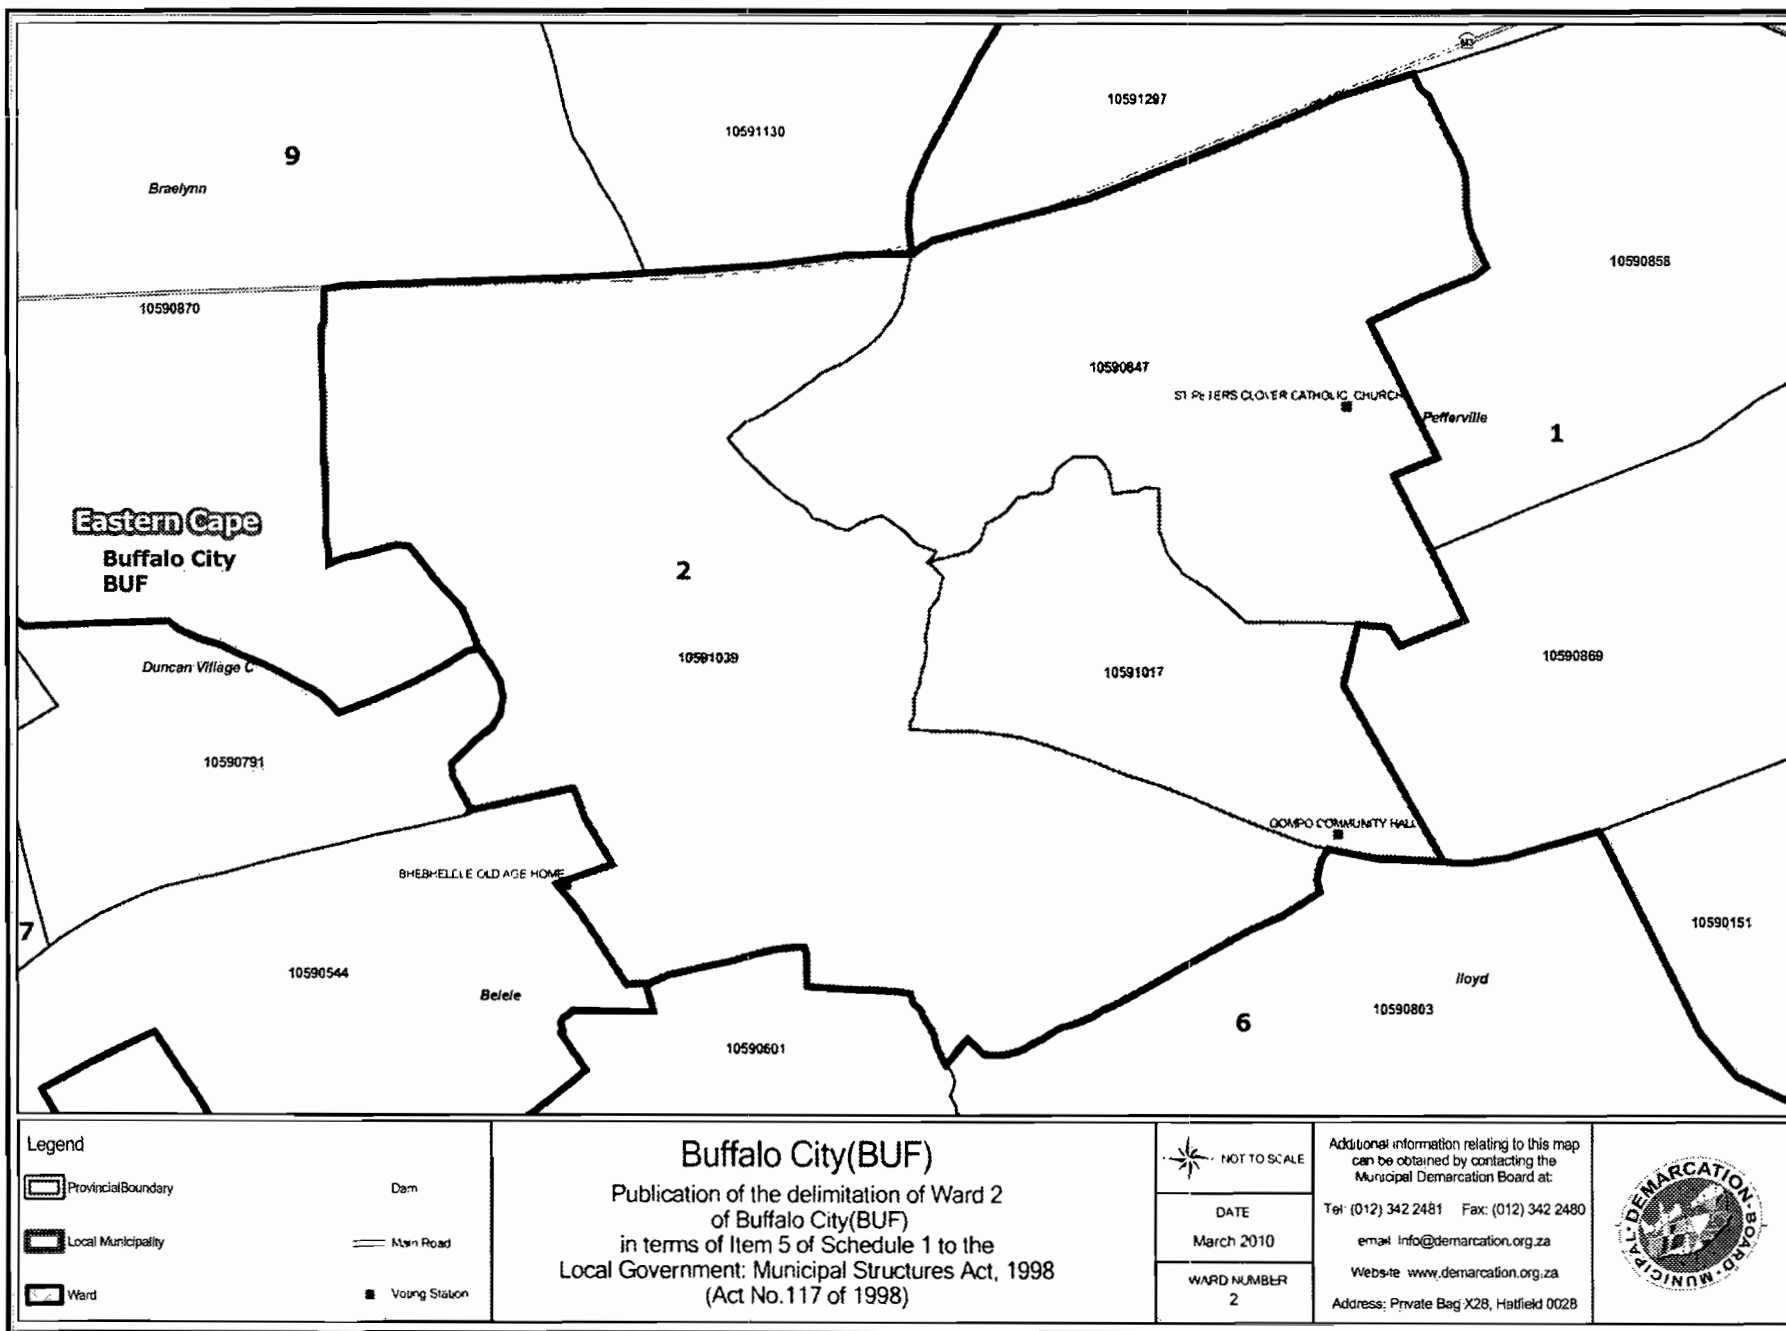 M3
10591297
10591130
9
Braelynn
10590858
10590870
10590847
ST PETERS CLOVER CATHOLIC CHURCH
Pefferville
1
Eastern Cape
Buffalo City
BUF
2
Duncan Village C
10591039
10591017
10590869
10590791
GOMPO COMMUNITY HALL
BHEBHELELE OLD AGE HOME
7
10590151
10590544
Belele
lloyd
10590803
6
10590601
Legend
Provincial Boundary
Dam
Local Municipality
Main Road
Ward
Voting Station
Buffalo City(BUF)
Publication of the delimitation of Ward 2
of Buffalo City(BUF)
in terms of Item 5 of Schedule 1 to the
Local Government: Municipal Structures Act, 1998
(Act No.117 of 1998)
NOT TO SCALE
DATE
March 2010
WARD NUMBER
2
Additional information relating to this map
can be obtained by contacting the
Municipal Demarcation Board at:
Tel: (012) 342 2481 Fax: (012) 342 2480
email info@demarcation.org.za
Website www.demarcation.org.za
Address: Private Bag X28, Hatfield 0028
MUNICIPAL DEMARCATION BOARD